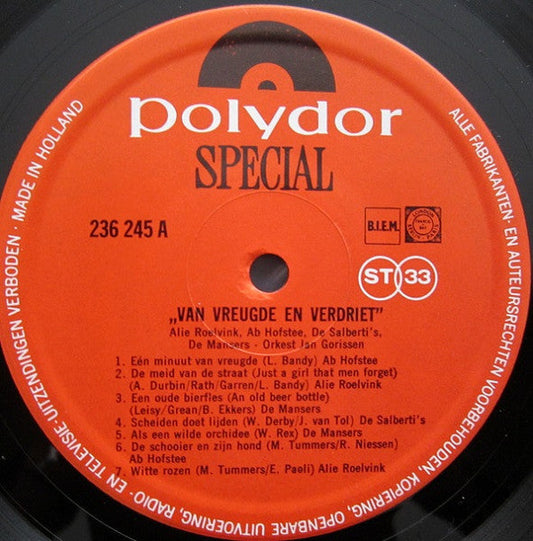 polydor
SPECIAL
236 245 A
B.I.E.M.
ST 33
„VAN VREUGDE EN VERDRIET"
Alie Roelvink, Ab Hofstee, De Salberti's,
De Mansers - Orkest Jan Gorissen
1. Eén minuut van vreugde (L. Bandy) Ab Hofstee
2. De meid van de straat (Just a girl that men forget)
(A. Durbin/Rath/Garren/L. Bandy) Alie Roelvink
3. Een oude bierfles (An old beer bottle)
(Leisy/Grean/B. Ekkers) De Mansers
4. Scheiden doet lijden (W. Derby/J. van Tol) De Salberti's
5. Als een wilde orchidee (W. Rex) De Mansers
6. De schooier en zijn hond (M. Tummers/R. Niessen)
Ab Hofstee
7. Witte rozen (M. Tummers/E. Paeli) Alie Roelvink
ALLE FABRIKANTEN- EN AUTEURSRECHTEN VOORBEHOUDEN, KOPIERING, OPENBARE UITVOERING, RADIO- EN TELEVISIE-UITZENDINGEN VERBODEN · MADE IN HOLLAND